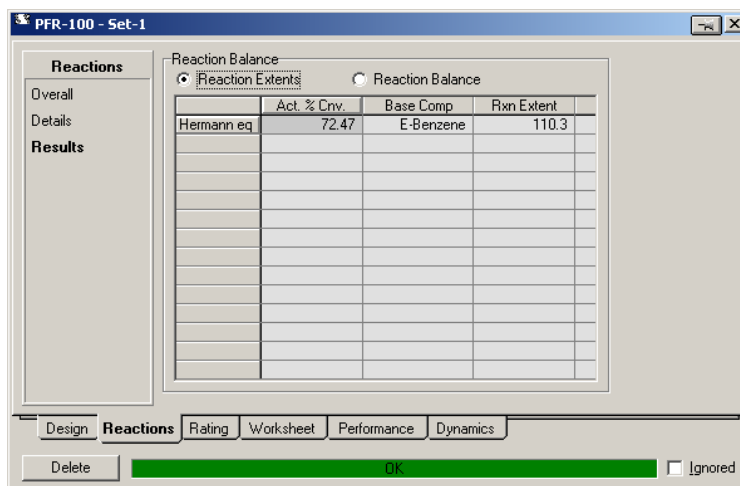 PFR-100 - Set-1
Reactions
Overall
Details
Results
Reaction Balance
Reaction Extents Reaction Balance
Act. % Cnv. Base Comp Rxn Extent
Hermann eq 72.47 E-Benzene 110.3
Design Reactions Rating Worksheet Performance Dynamics
Delete OK Ignored